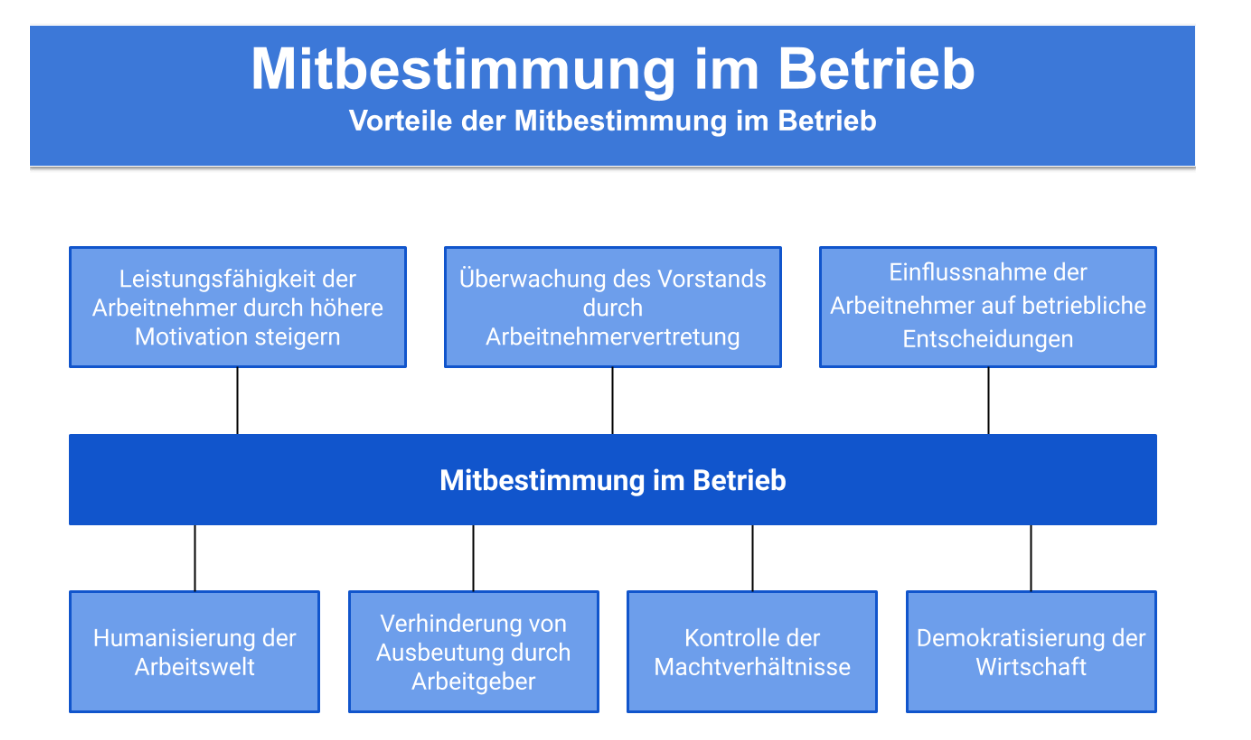 Mitbestimmung im Betrieb
Vorteile der Mitbestimmung im Betrieb
Leistungsfähigkeit der
Arbeitnehmer durch höhere
Motivation steigern
Überwachung des Vorstands
durch
Arbeitnehmervertretung
Einflussnahme der
Arbeitnehmer auf betriebliche
Entscheidungen
Mitbestimmung im Betrieb
Humanisierung der
Arbeitswelt
Verhinderung von
Ausbeutung durch
Arbeitgeber
Kontrolle der
Machtverhältnisse
Demokratisierung der
Wirtschaft